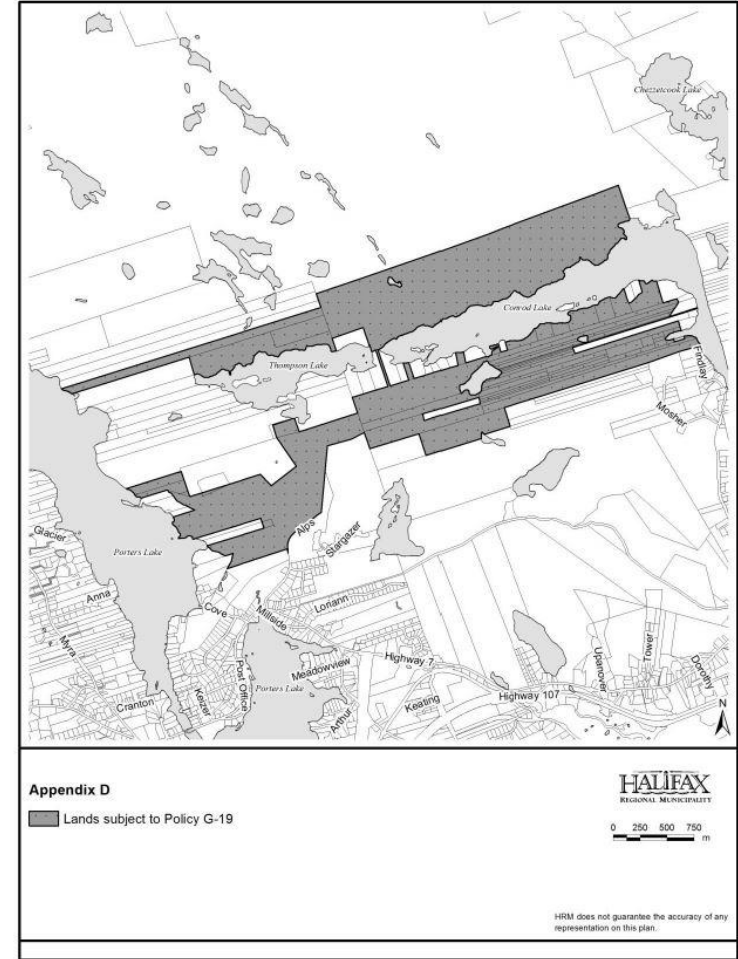 Chezzetcook Lake
Conrod Lake
Thompson Lake
Findlay
Mosher
Glacier
Porters Lake
Alps
Stargazer
Anna
Cove
Millside
Loriann
Myra
Post Office
Meadowview
Highway 7
Upanover
Tower
Dorothy
Porters Lake
Keizer
Cranton
Arthur
Keating
Highway 107
N
Appendix D
Lands subject to Policy G-19
HALIFAX
REGIONAL MUNICIPALITY
0 250 500 750
m
HRM does not guarantee the accuracy of any
representation on this plan.